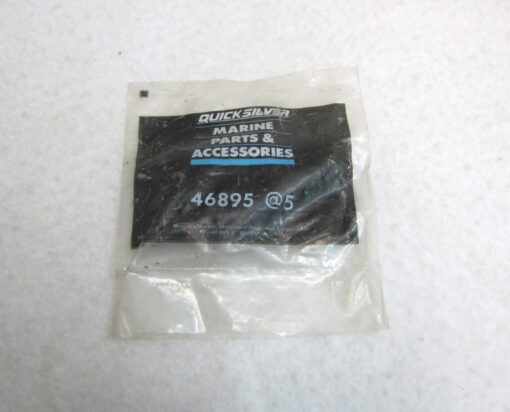 QUICKSILVER
MARINE
PARTS &
ACCESSORIES
46895 @5